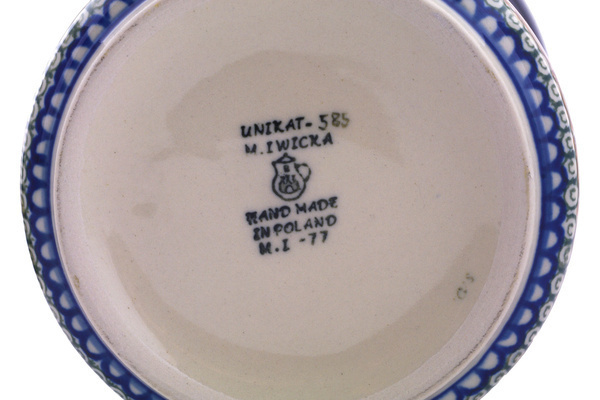 UNIKAT- 585
M. IWICKA
HAND MADE
IN POLAND
M.I -77